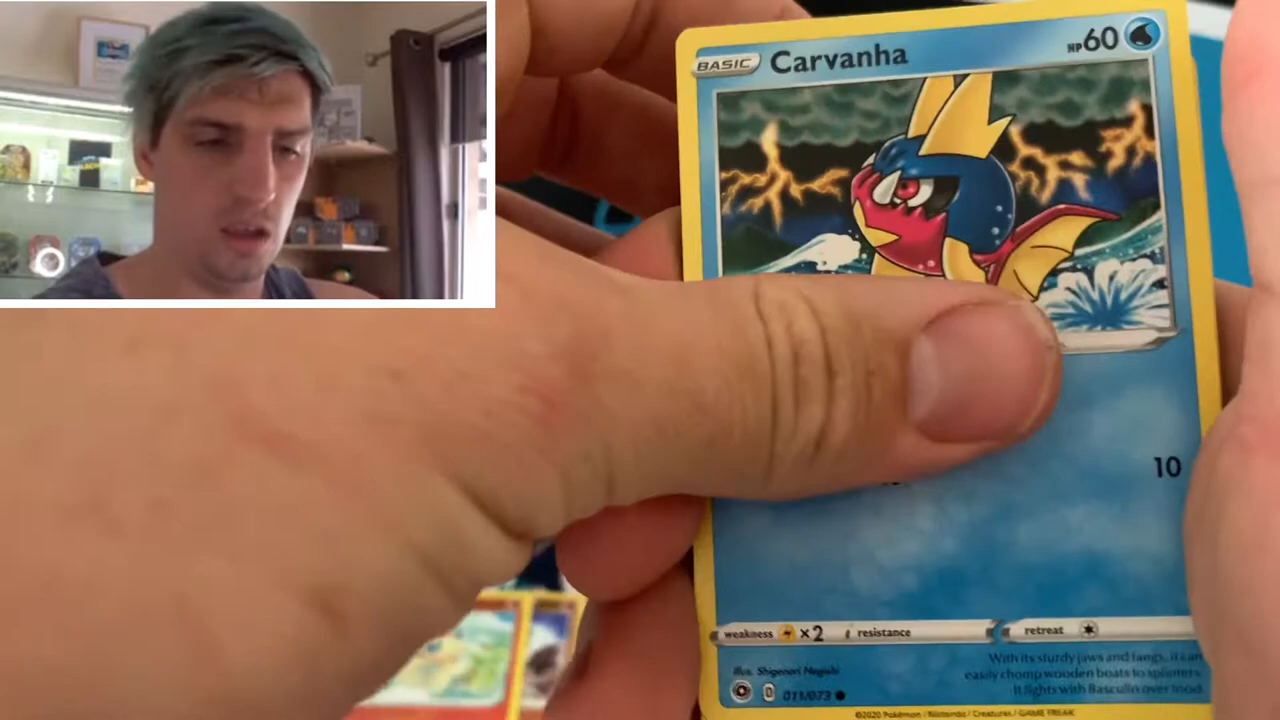 BASIC Carvanha HP60
10
weakness ×2 resistance retreat
With its sturdy jaws and fangs, it can
easily chomp wooden boats to splinters.
It fights with Basculin over food.
Illus. Shigenori Negishi
D 011/073
©2020 Pokémon / Nintendo / Creatures / GAME FREAK